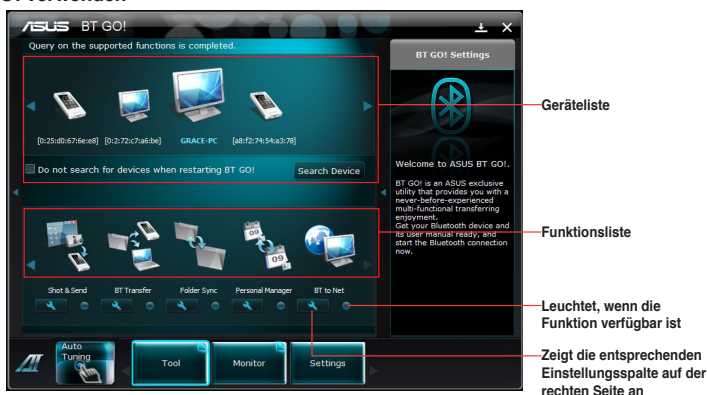 ASUS BT GO!
Query on the supported functions is completed.
BT GO! Settings
Geräteliste
[0:25:d0:67:6e:e8] [0:2:72:c7:a6:be] GRACE-PC [a8:f2:74:54:a3:78]
Do not search for devices when restarting BT GO! Search Device
Welcome to ASUS BT GO!.
BT GO! is an ASUS exclusive
utility that provides you with a
never-before-experienced
multi-functional transferring
enjoyment.
Get your Bluetooth device and
its user manual ready, and
start the Bluetooth connection
now.
Funktionsliste
09
09
Shot & Send BT Transfer Folder Sync Personal Manager BT to Net
Leuchtet, wenn die
Funktion verfügbar ist
Auto
Tuning
Tool Monitor Settings
Zeigt die entsprechenden
Einstellungsspalte auf der
rechten Seite an